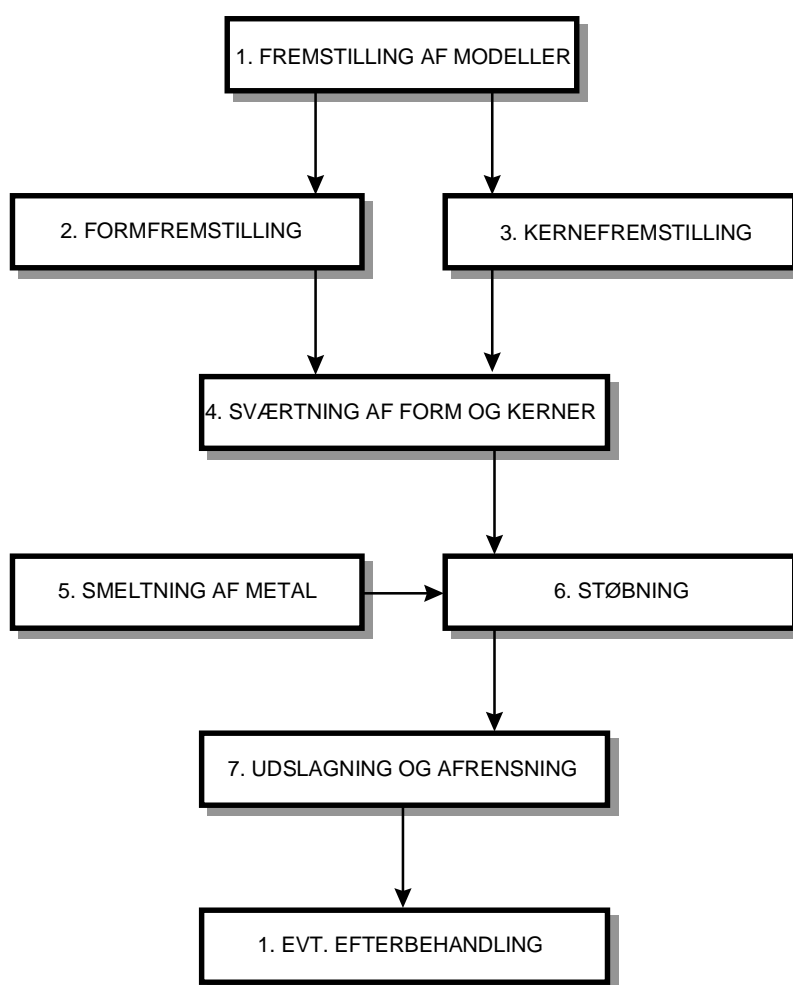 1. FREMSTILLING AF MODELLER
2. FORMFREMSTILLING
3. KERNEFREMSTILLING
4. SVÆRTNING AF FORM OG KERNER
5. SMELTNING AF METAL
6. STØBNING
7. UDSLAGNING OG AFRENSNING
1. EVT. EFTERBEHANDLING